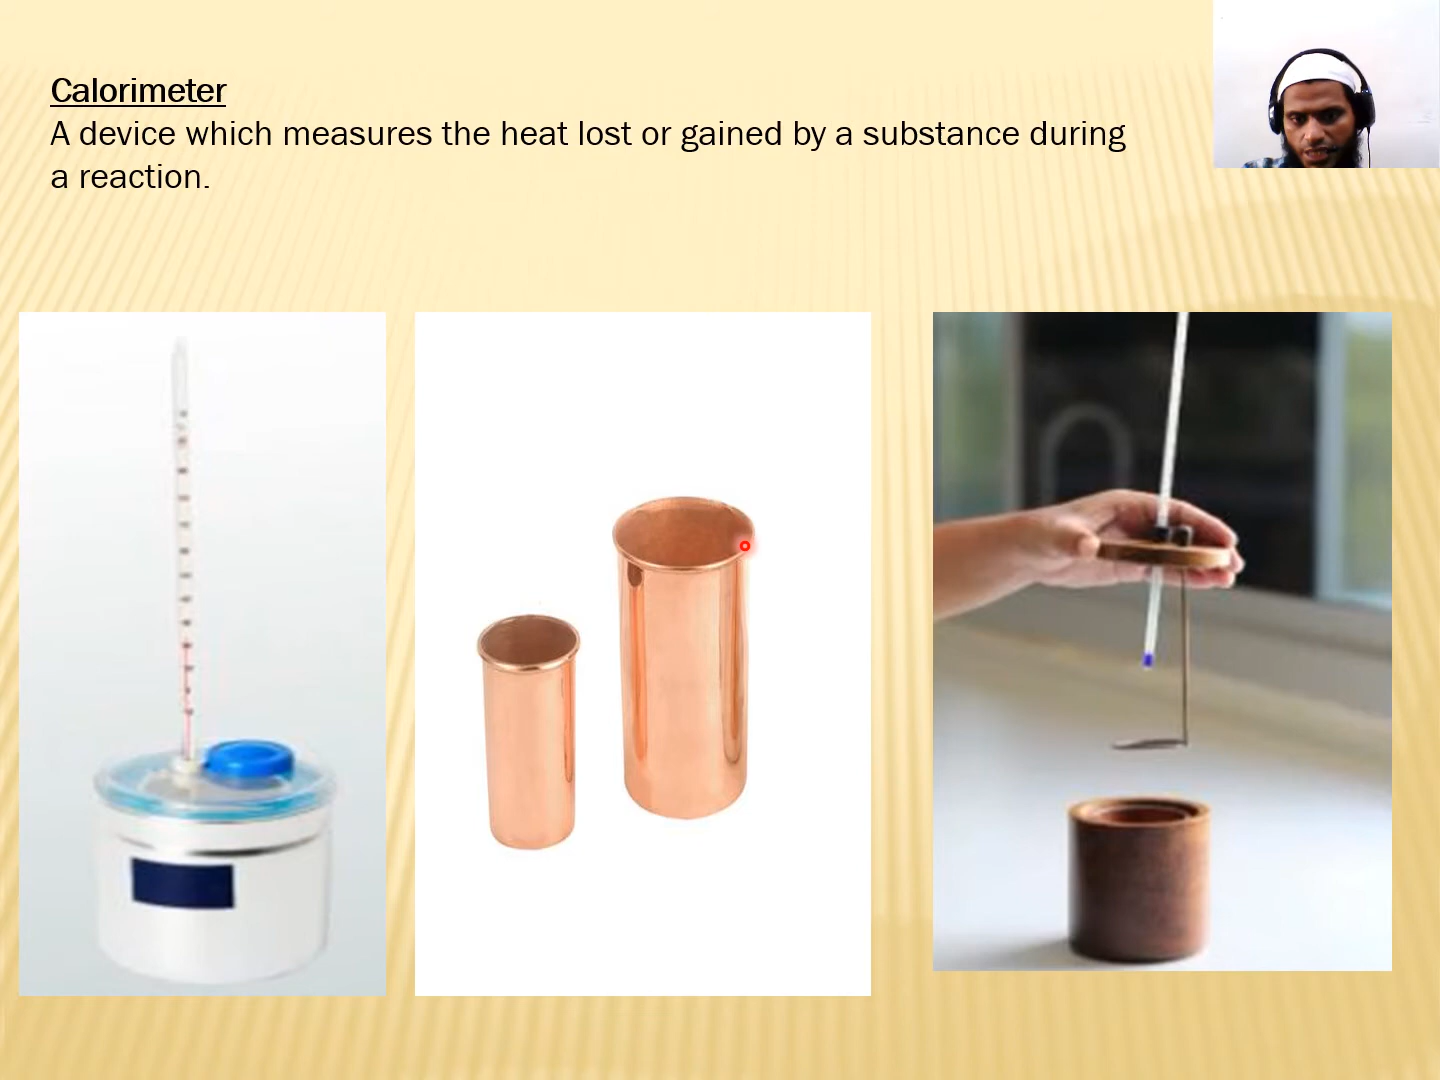 Calorimeter
A device which measures the heat lost or gained by a substance during
a reaction.